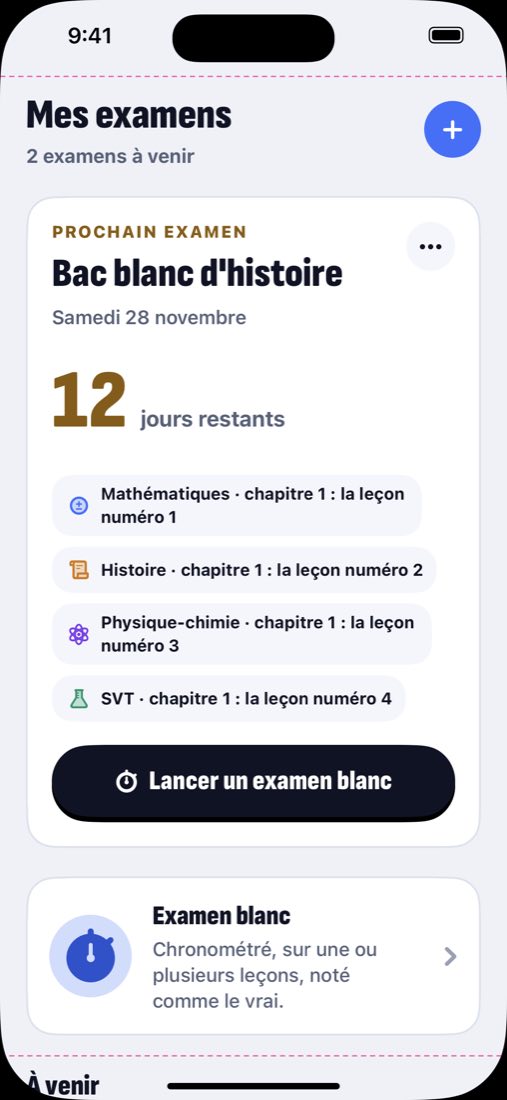 9:41
Mes examens
2 examens à venir
PROCHAIN EXAMEN
Bac blanc d'histoire
Samedi 28 novembre
12 jours restants
Mathématiques · chapitre 1 : la leçon
numéro 1
Histoire · chapitre 1 : la leçon numéro 2
Physique-chimie · chapitre 1 : la leçon
numéro 3
SVT · chapitre 1 : la leçon numéro 4
Lancer un examen blanc
Examen blanc
Chronométré, sur une ou
plusieurs leçons, noté
comme le vrai.
À venir